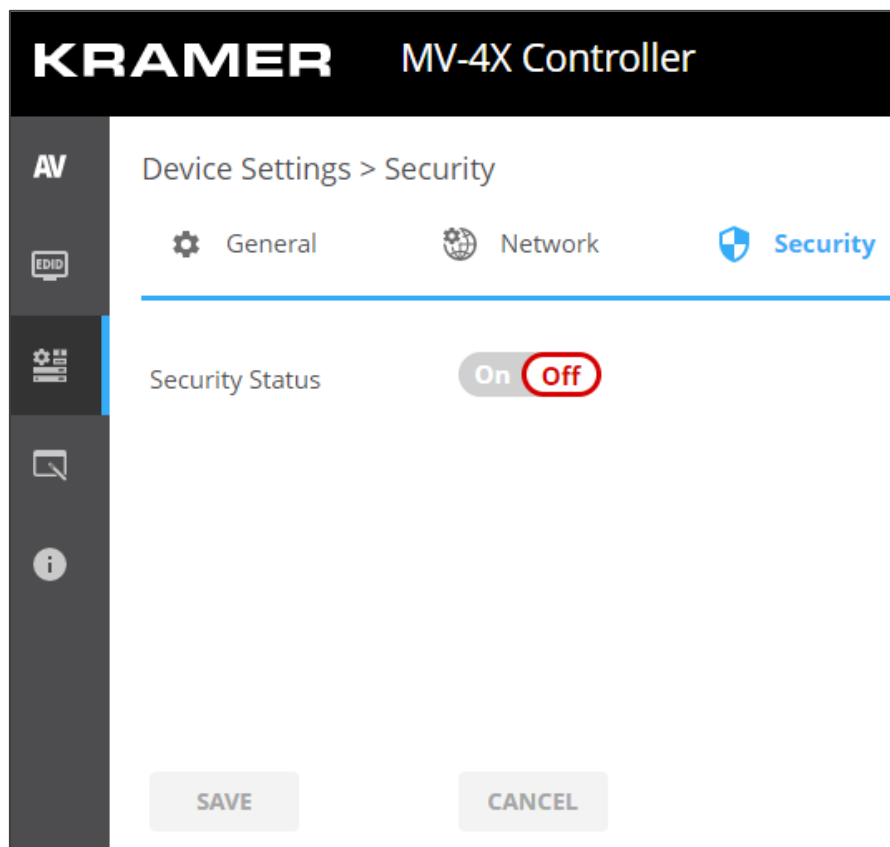 KRAMER MV-4X Controller
AV
Device Settings > Security
General Network Security
EDID
Security Status On Off
i
SAVE CANCEL